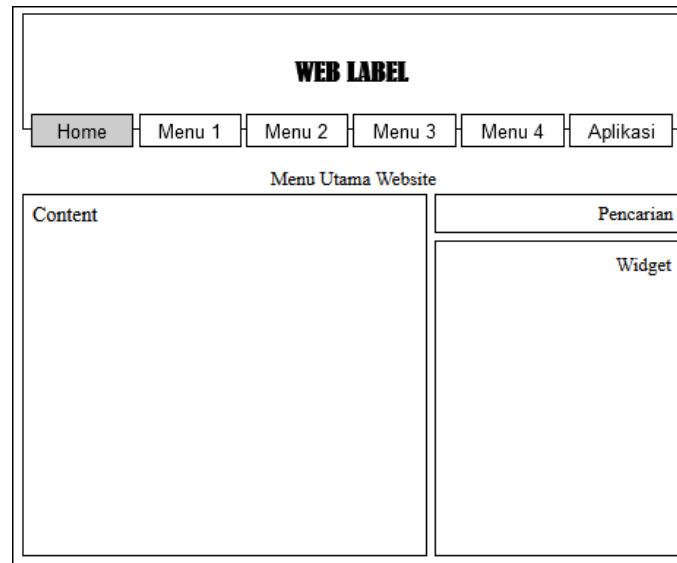 WEB LABEL
Home Menu 1 Menu 2 Menu 3 Menu 4 Aplikasi
Menu Utama Website
Content
Pencarian
Widget